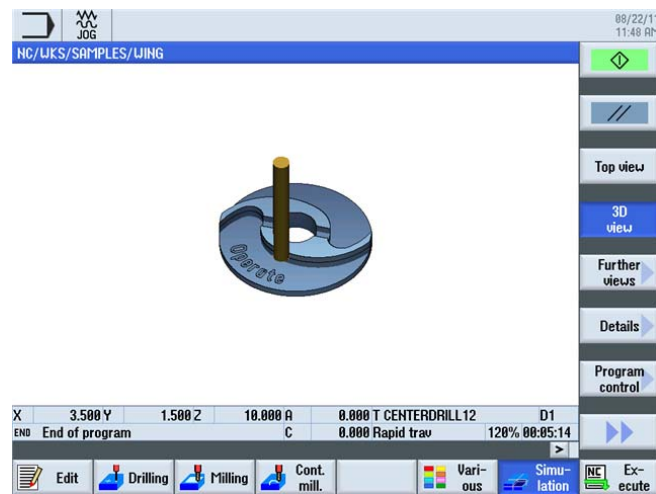 JOG
08/22/1
11:48 AM
NC/WKS/SAMPLES/WING
Top view
3D
view
Further
views
Details
Program
control
Operate
X 3.500 Y 1.500 Z 10.000 A 0.000 T CENTERDRILL12 D1
END End of program C 0.000 Rapid trav 120% 00:05:14
>
Edit
Drilling
Milling
Cont.
mill.
Vari-
ous
Simu-
lation
NC
Ex-
ecute